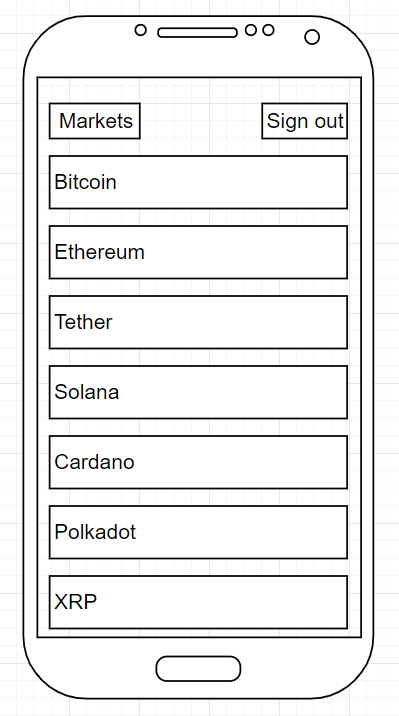 Markets
Sign out
Bitcoin
Ethereum
Tether
Solana
Cardano
Polkadot
XRP